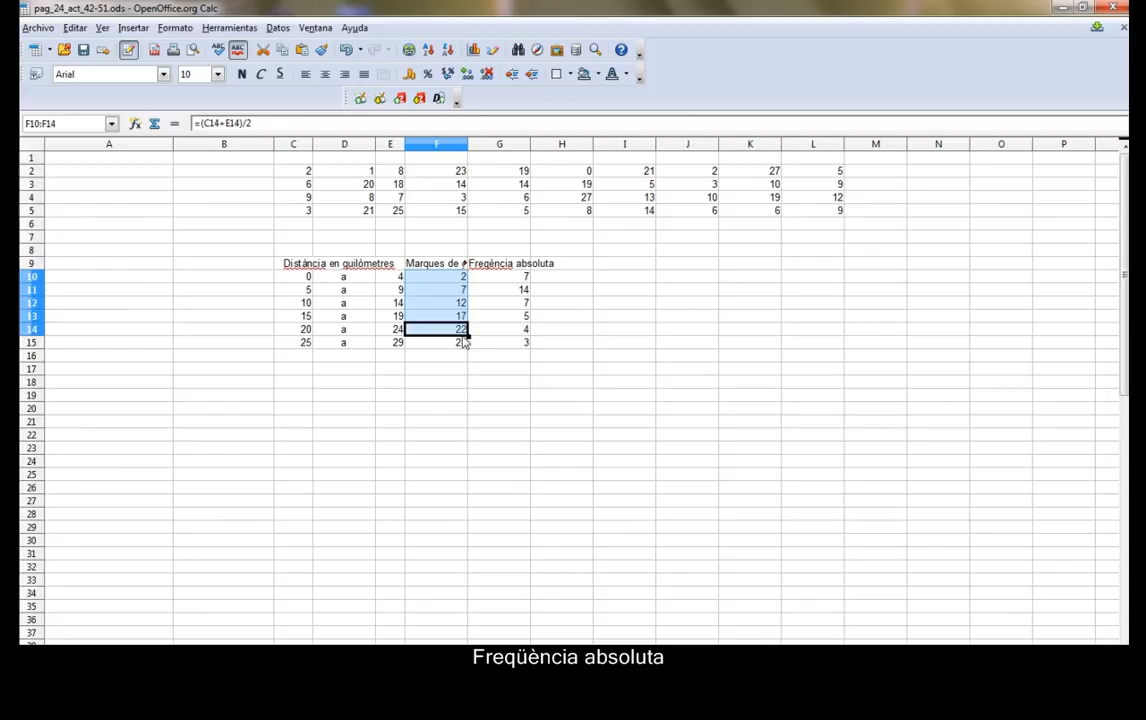 pag_24_act_42-51.ods - OpenOffice.org Calc
Archivo Editar Ver Insertar Formato Herramientas Datos Ventana Ayuda
Arial 10 N C S
F10:F14 =(C14+E14)/2
A B C D E F G H I J K L M N O P
1
2 2 1 8 23 19 0 21 2 27 5
3 6 20 18 14 14 19 5 3 10 9
4 9 8 7 3 6 27 13 10 19 12
5 3 21 25 15 5 8 14 6 6 9
6
7
8
9 Distància en quilòmetres Marques de Freqència absoluta
10 0 a 4 2 7
11 5 a 9 7 14
12 10 a 14 12 7
13 15 a 19 17 5
14 20 a 24 22 4
15 25 a 29 2 3
16
17
18
19
20
21
22
23
24
25
26
27
28
29
30
31
32
33
34
35
36
37
Freqüència absoluta